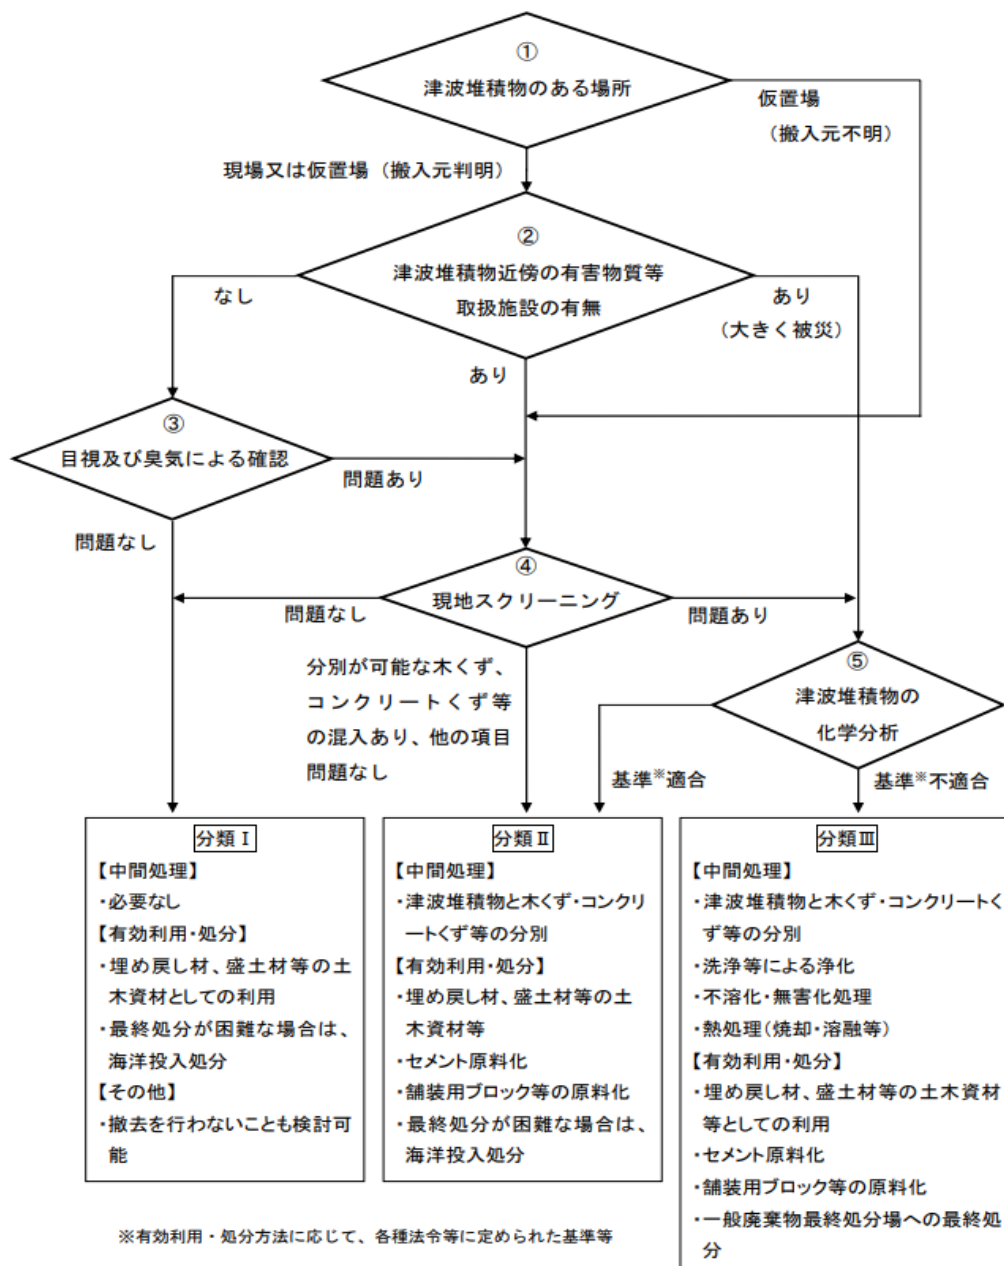 ①
津波堆積物のある場所
仮置場
（搬入元不明）
現場又は仮置場（搬入元判明）
②
津波堆積物近傍の有害物質等
取扱施設の有無
なし
あり
（大きく被災）
あり
③
目視及び臭気による確認
問題あり
問題なし
④
現地スクリーニング
問題なし
問題あり
分別が可能な木くず、
コンクリートくず等
の混入あり、他の項目
問題なし
⑤
津波堆積物の
化学分析
基準※適合
基準※不適合
分類Ⅰ
【中間処理】
・必要なし
【有効利用・処分】
・埋め戻し材、盛土材等の土
木資材としての利用
・最終処分が困難な場合は、
海洋投入処分
【その他】
・撤去を行わないことも検討可
能
分類Ⅱ
【中間処理】
・津波堆積物と木くず・コンクリ
ートくず等の分別
【有効利用・処分】
・埋め戻し材、盛土材等の土
木資材等
・セメント原料化
・舗装用ブロック等の原料化
・最終処分が困難な場合は、
海洋投入処分
分類Ⅲ
【中間処理】
・津波堆積物と木くず・コンクリートく
ず等の分別
・洗浄等による浄化
・不溶化・無害化処理
・熱処理（焼却・溶融等）
【有効利用・処分】
・埋め戻し材、盛土材等の土木資材
等としての利用
・セメント原料化
・舗装用ブロック等の原料化
・一般廃棄物最終処分場への最終処
分
※有効利用・処分方法に応じて、各種法令等に定められた基準等